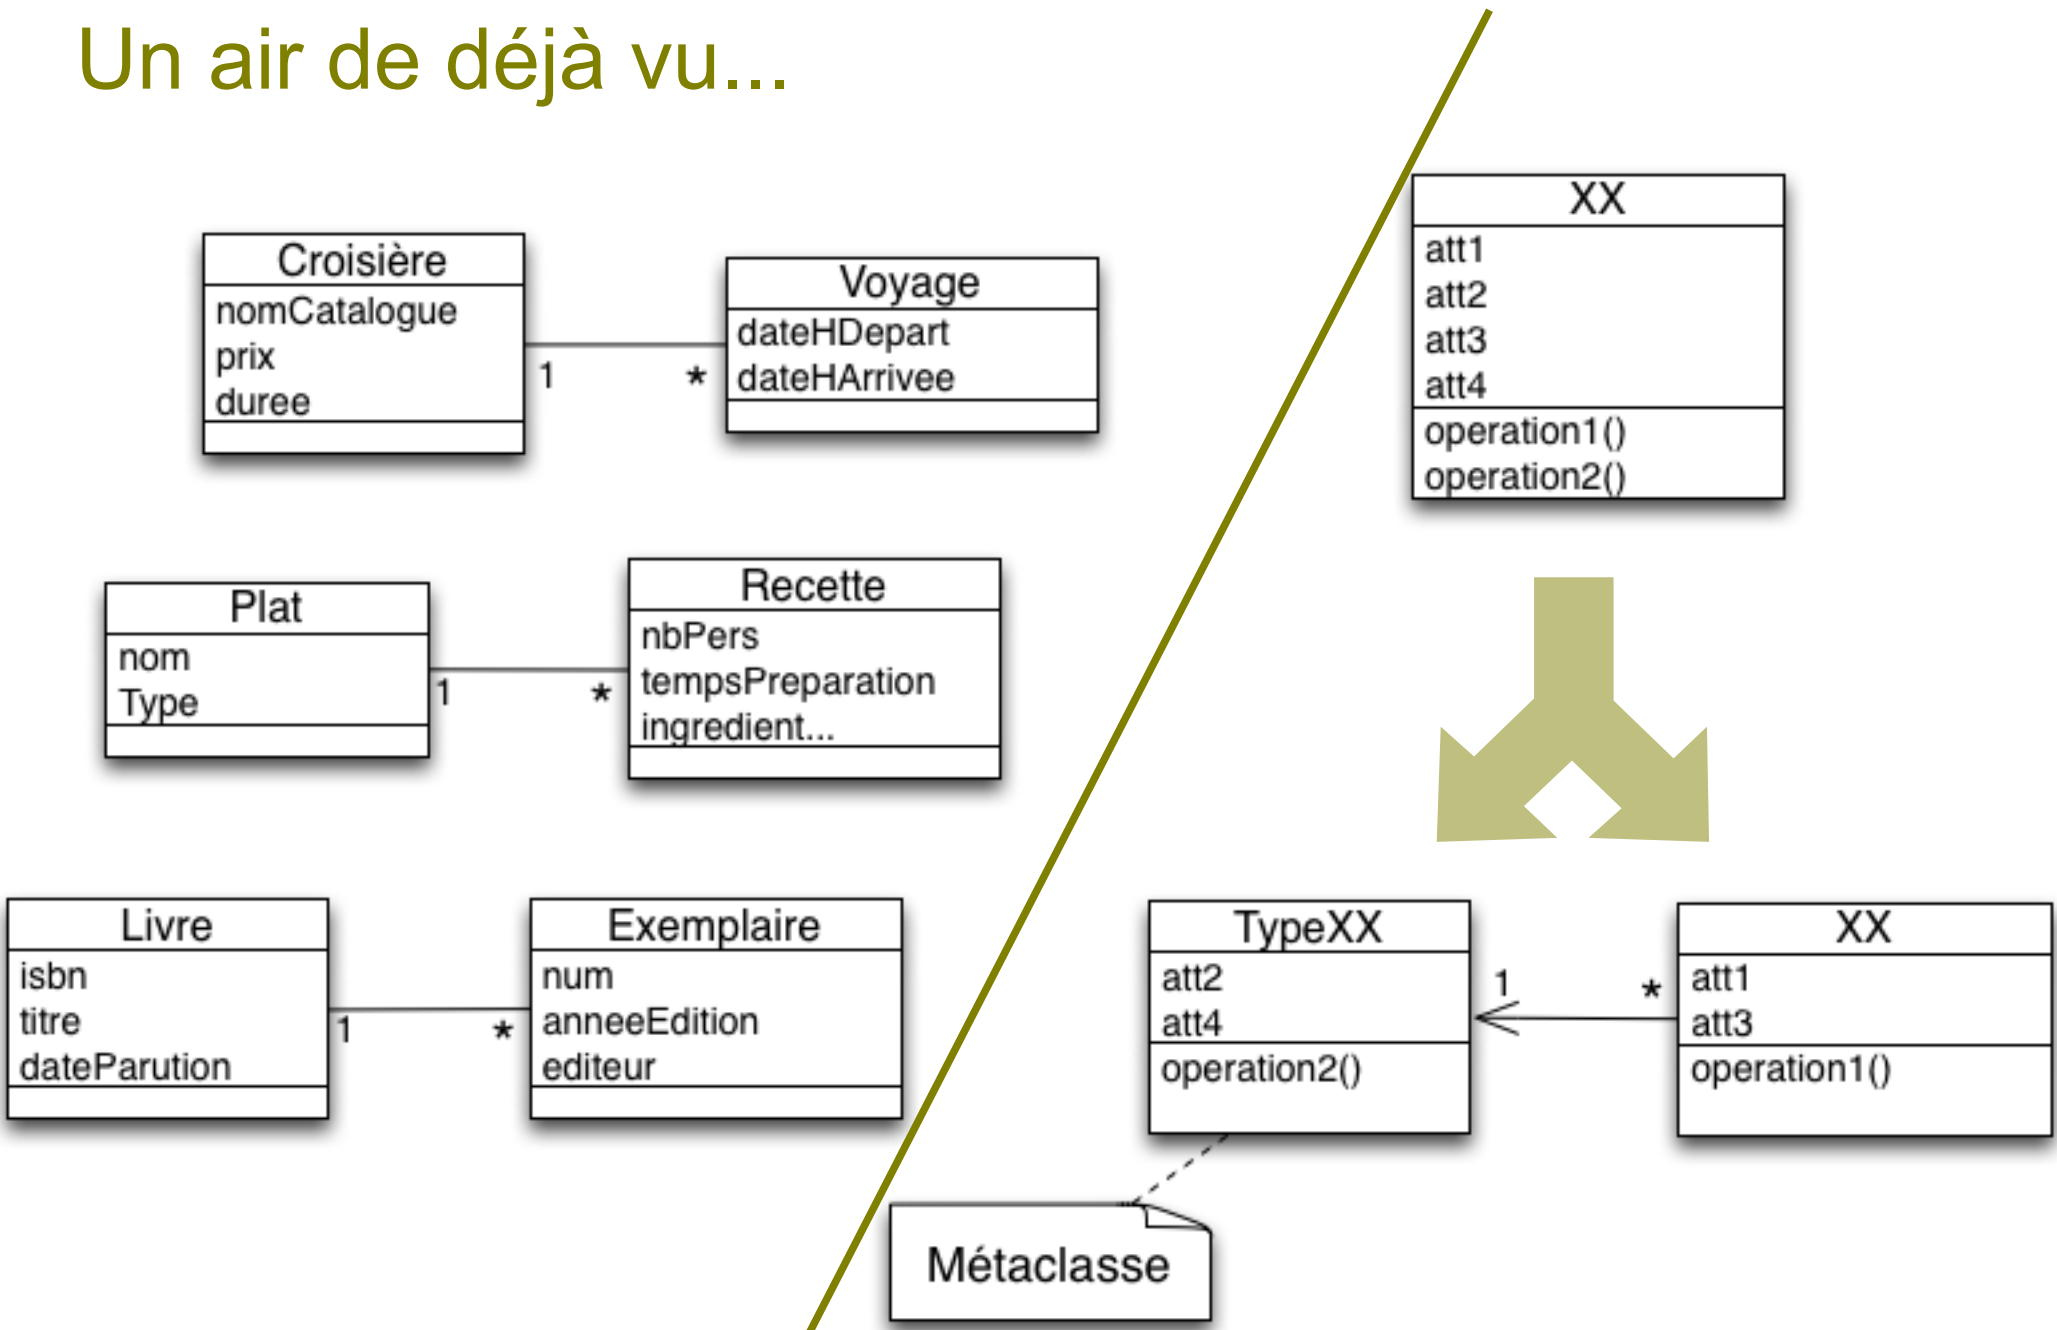 Un air de déjà vu...
Croisière
nomCatalogue
prix
duree
1
*
Voyage
dateHDepart
dateHArrivee
Plat
nom
Type
1
*
Recette
nbPers
tempsPreparation
ingredient...
Livre
isbn
titre
dateParution
1
*
Exemplaire
num
anneeEdition
editeur
XX
att1
att2
att3
att4
operation1()
operation2()
TypeXX
att2
att4
operation2()
1
*
XX
att1
att3
operation1()
Métaclasse